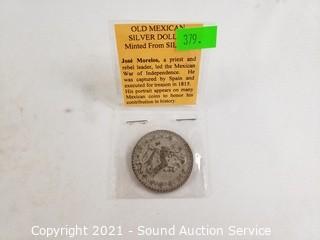 OLD MEXICAN
SILVER DOLL
Minted From SIL
379.
José Morelos, a priest and
rebel leader, led the Mexican
War of Independence. He
was captured by Spain and
executed for treason in 1815.
His portrait appears on many
Mexican coins to honor his
contribution in history.
Copyright 2021 - Sound Auction Service